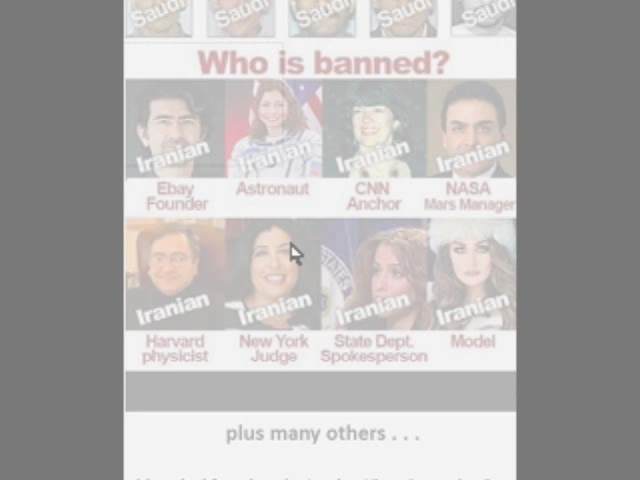 Saudi Saudi Saudi Saudi Saudi
Who is banned?
Iranian Iranian Iranian Iranian
Ebay Founder
Astronaut
CNN Anchor
NASA Mars Manager
Iranian Iranian Iranian Iranian
Harvard physicist
New York Judge
State Dept. Spokesperson
Model
plus many others . . .